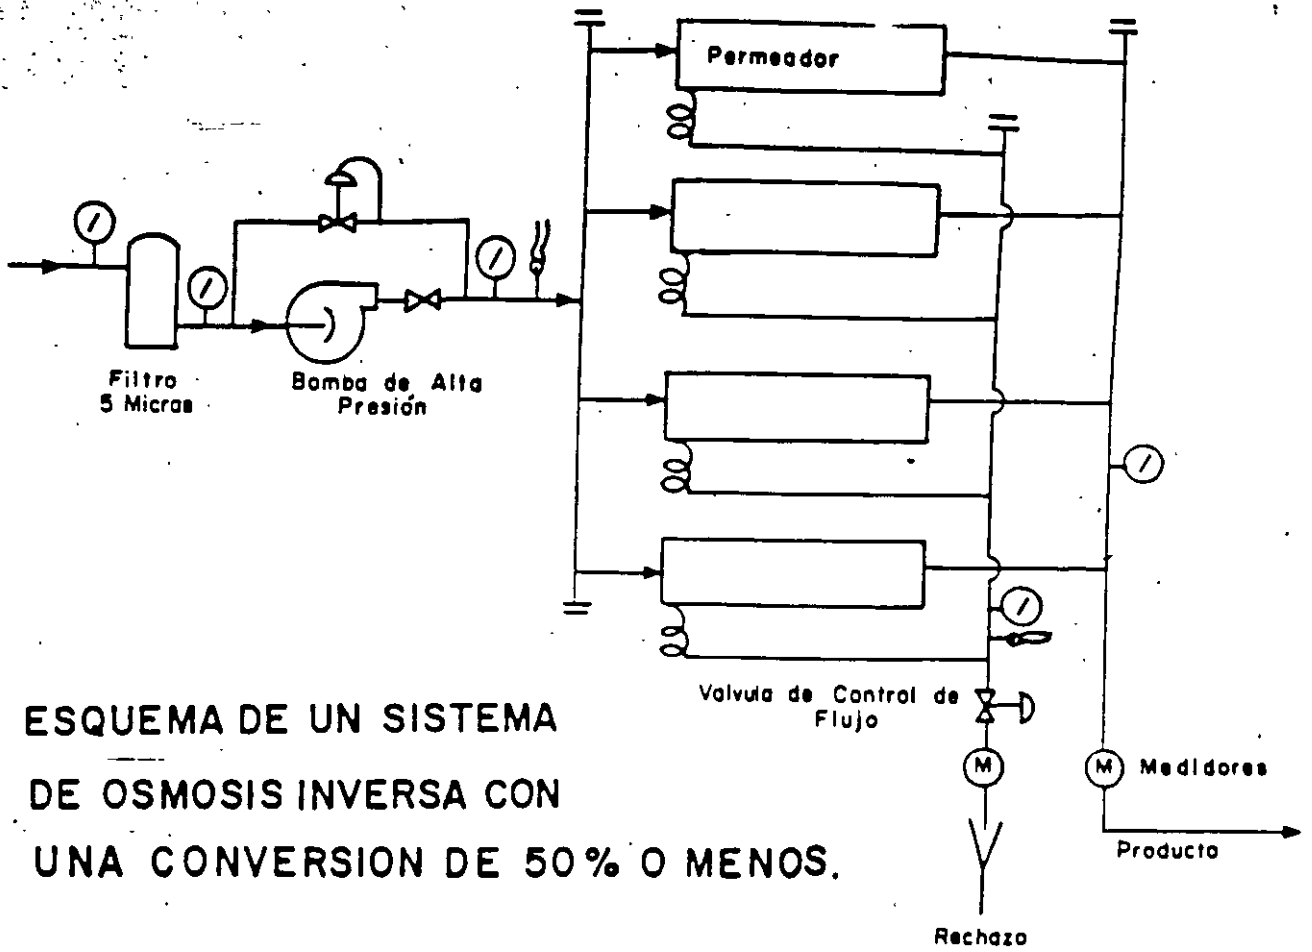 Permeador
Filtro
5 Micras
Bomba de Alta
Presión
Valvula de Control de
Flujo
M
M
Medidores
Producto
Rechazo
ESQUEMA DE UN SISTEMA
DE OSMOSIS INVERSA CON
UNA CONVERSION DE 50% O MENOS.